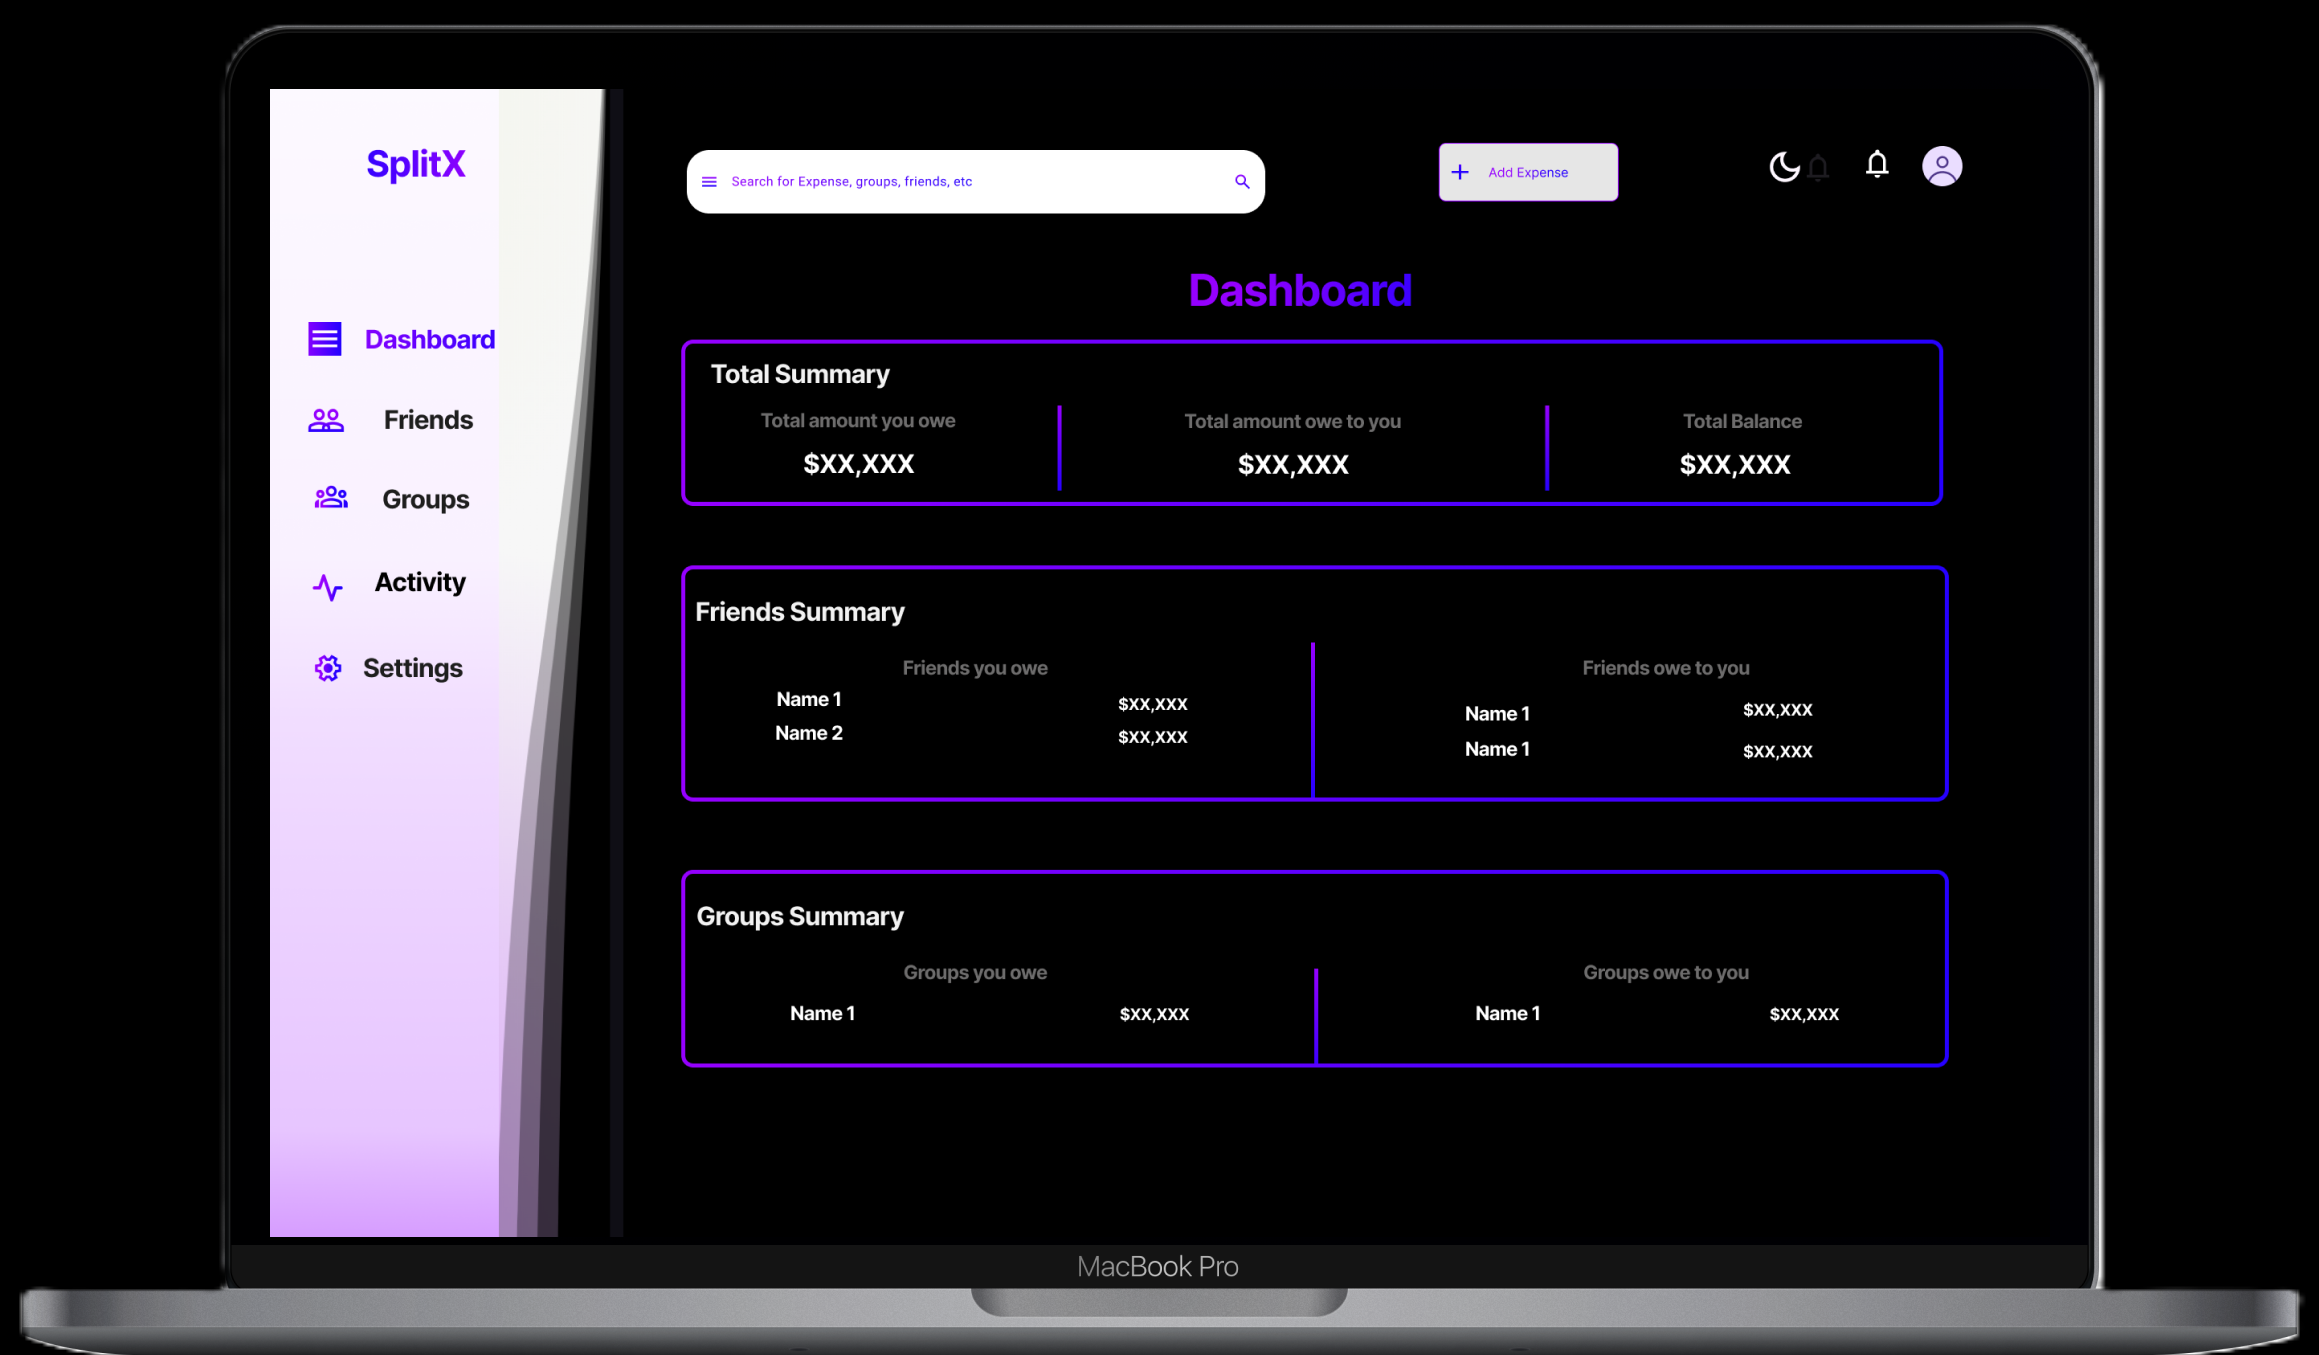 SplitX
Search for Expense, groups, friends, etc
Add Expense
Dashboard
Friends
Groups
Activity
Settings
Dashboard
Total Summary
Total amount you owe
$XX,XXX
Total amount owe to you
$XX,XXX
Total Balance
$XX,XXX
Friends Summary
Friends you owe
Name 1 $XX,XXX
Name 2 $XX,XXX
Friends owe to you
Name 1 $XX,XXX
Name 1 $XX,XXX
Groups Summary
Groups you owe
Name 1 $XX,XXX
Groups owe to you
Name 1 $XX,XXX
MacBook Pro